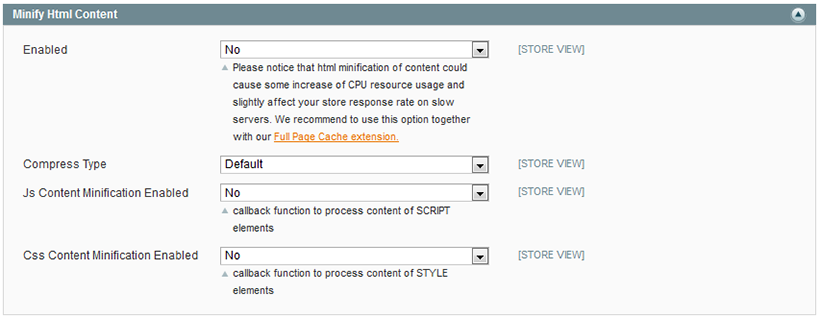 Minify Html Content
Enabled No [STORE VIEW]
Please notice that html minification of content could
cause some increase of CPU resource usage and
slightly affect your store response rate on slow
servers. We recommend to use this option together
with our Full Page Cache extension.
Compress Type Default [STORE VIEW]
Js Content Minification Enabled No [STORE VIEW]
callback function to process content of SCRIPT
elements
Css Content Minification Enabled No [STORE VIEW]
callback function to process content of STYLE
elements